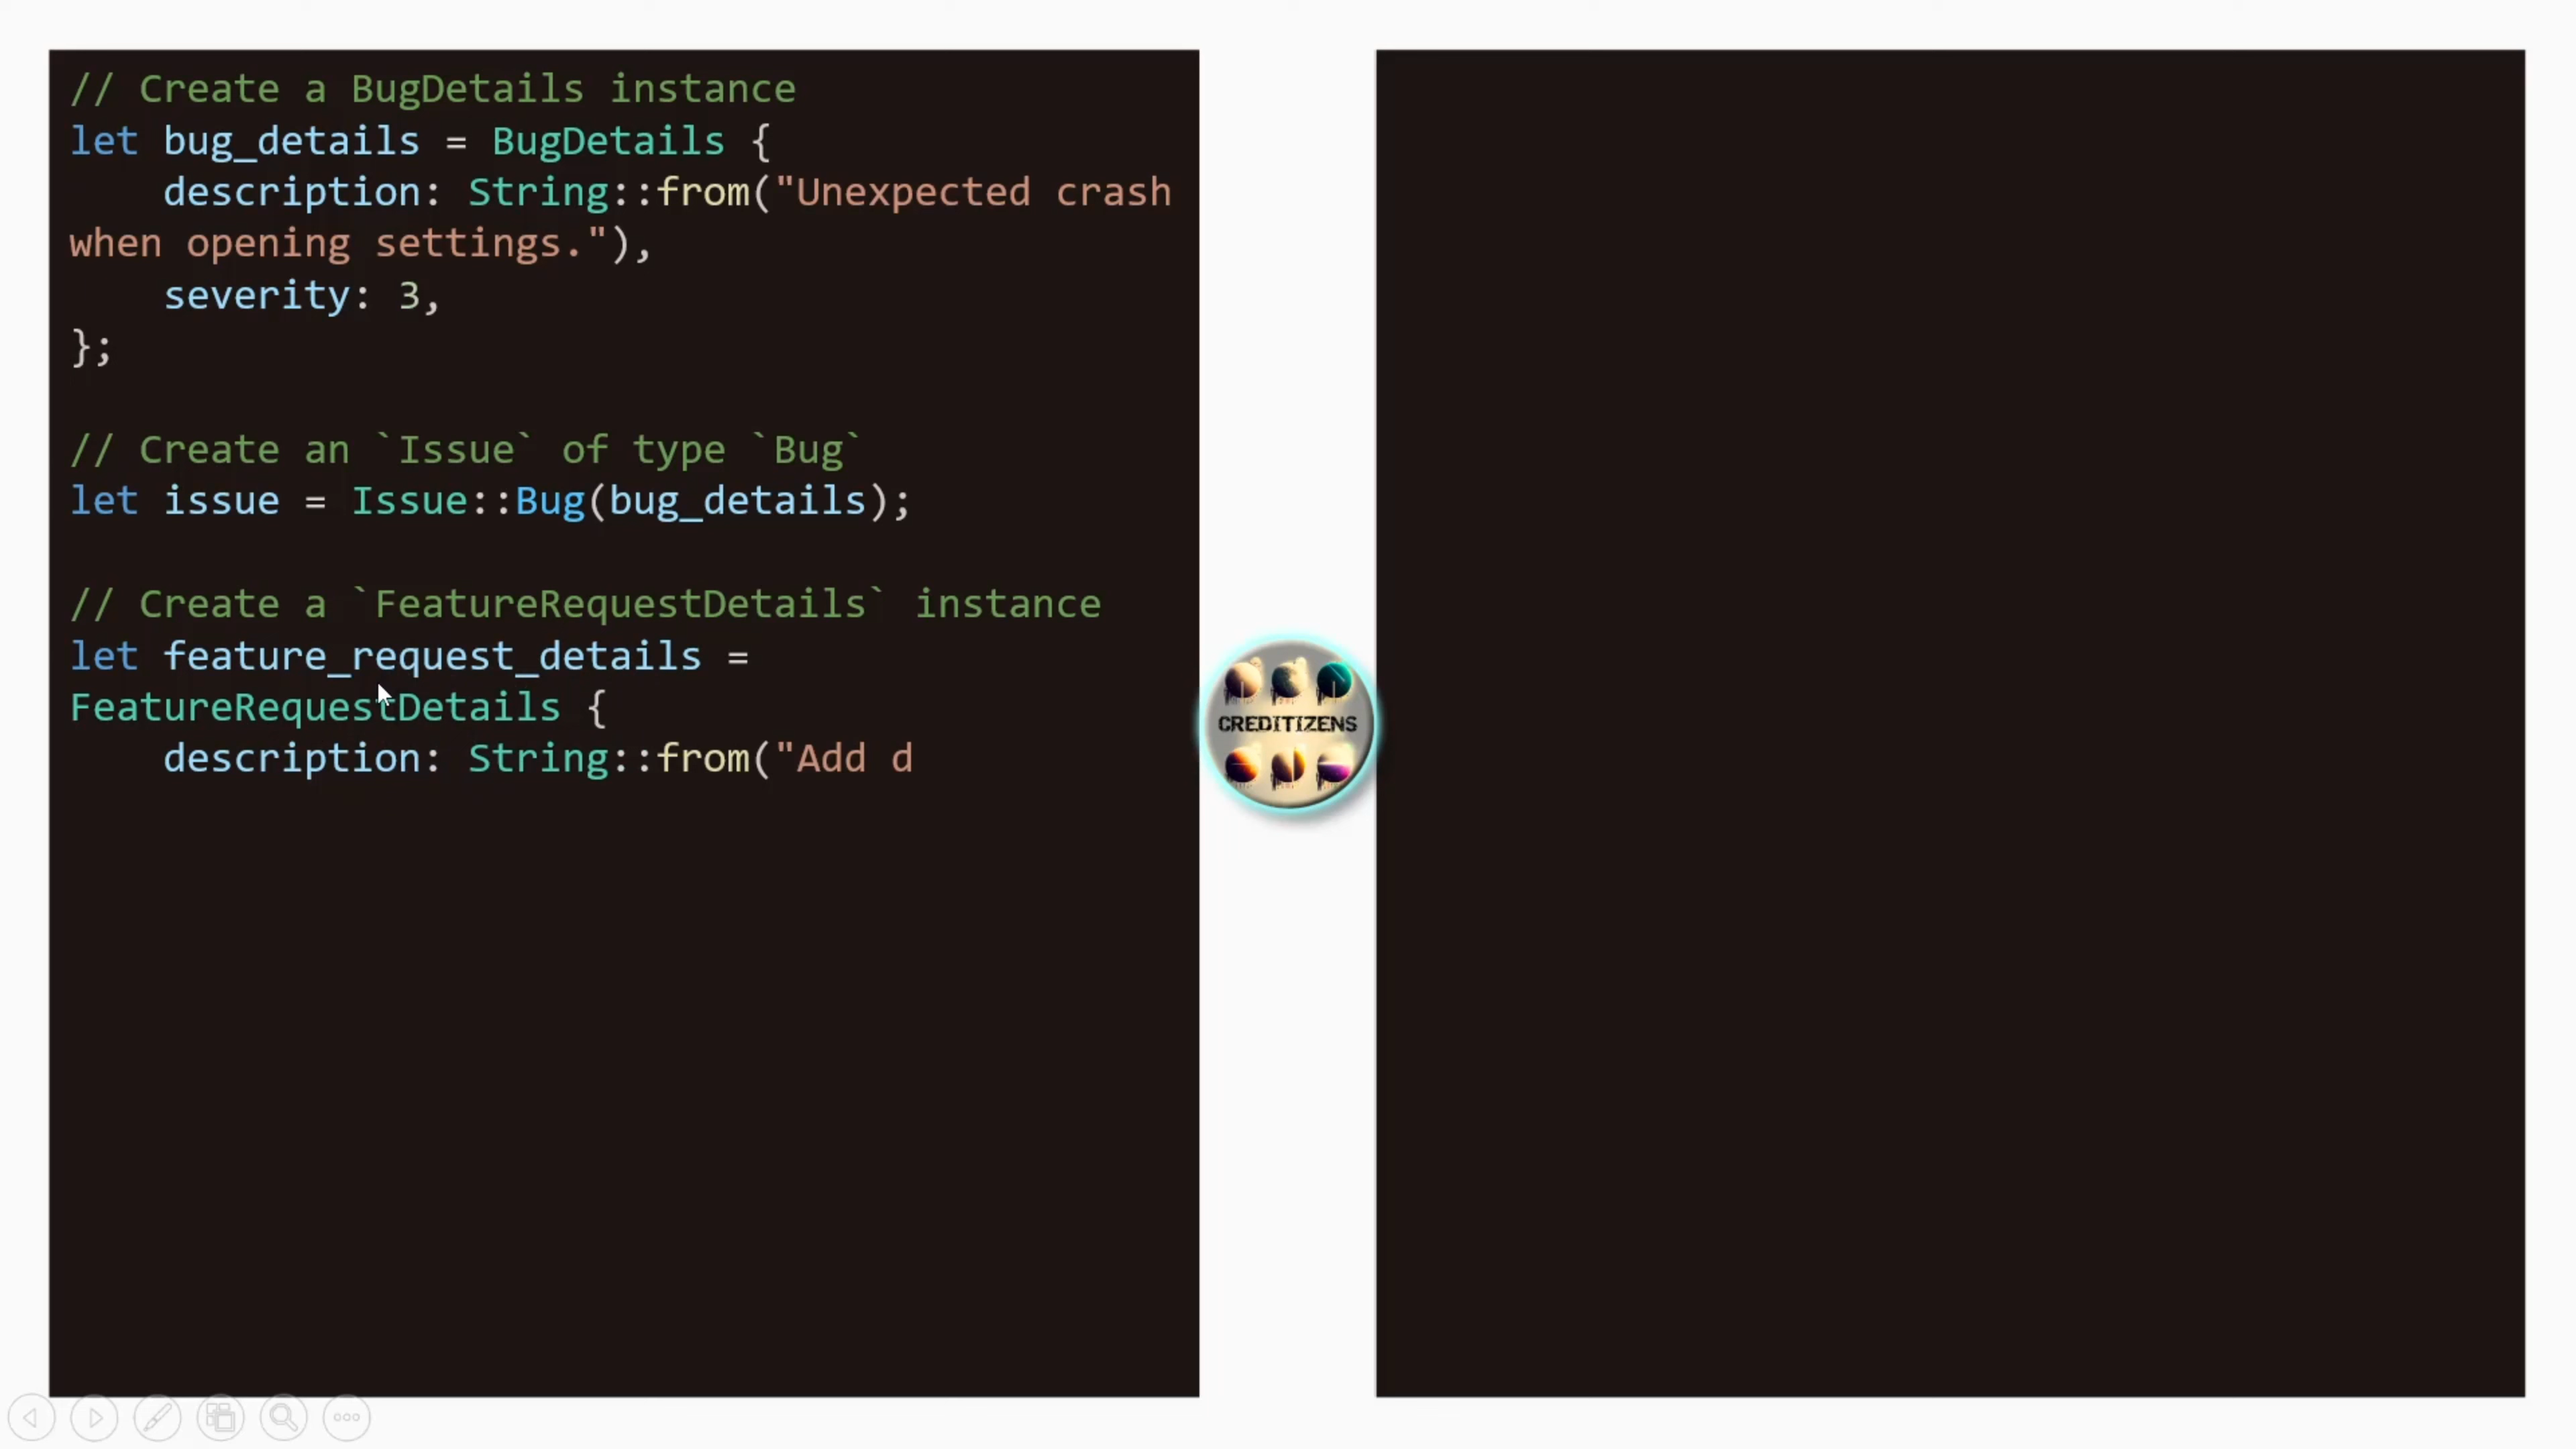 // Create a BugDetails instance
let bug_details = BugDetails {
    description: String::from("Unexpected crash
when opening settings."),
    severity: 3,
};

// Create an `Issue` of type `Bug`
let issue = Issue::Bug(bug_details);

// Create a `FeatureRequestDetails` instance
let feature_request_details =
FeatureRequestDetails {
    description: String::from("Add d
CREDITIZENS